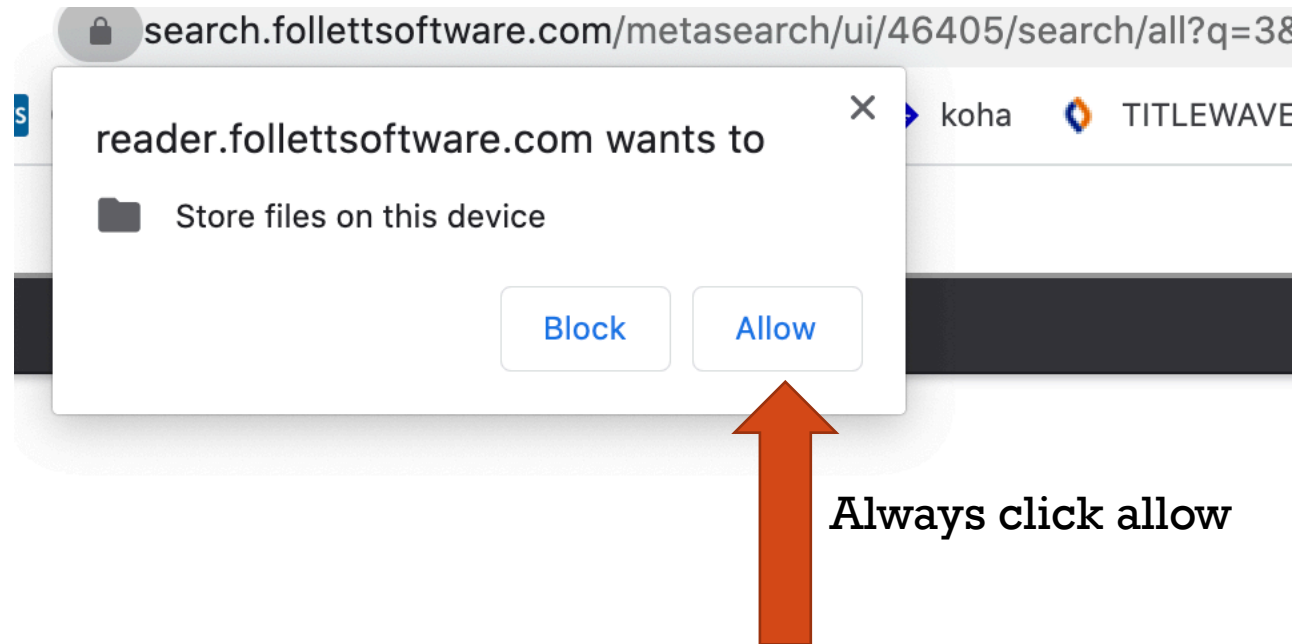 search.follettsoftware.com/metasearch/ui/46405/search/all?q=3&
s
koha TITLEWAVE
reader.follettsoftware.com wants to
Store files on this device
Block Allow
Always click allow